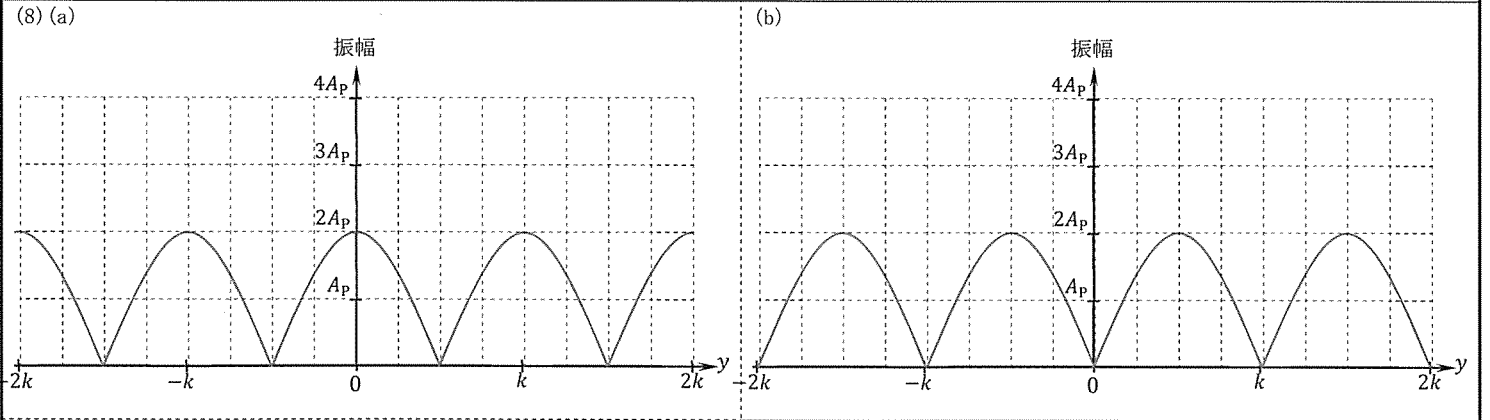 (8)(a)
振幅
4A_P
3A_P
2A_P
A_P
-2k -k 0 k 2k y
(b)
振幅
4A_P
3A_P
2A_P
A_P
-2k -k 0 k 2k y